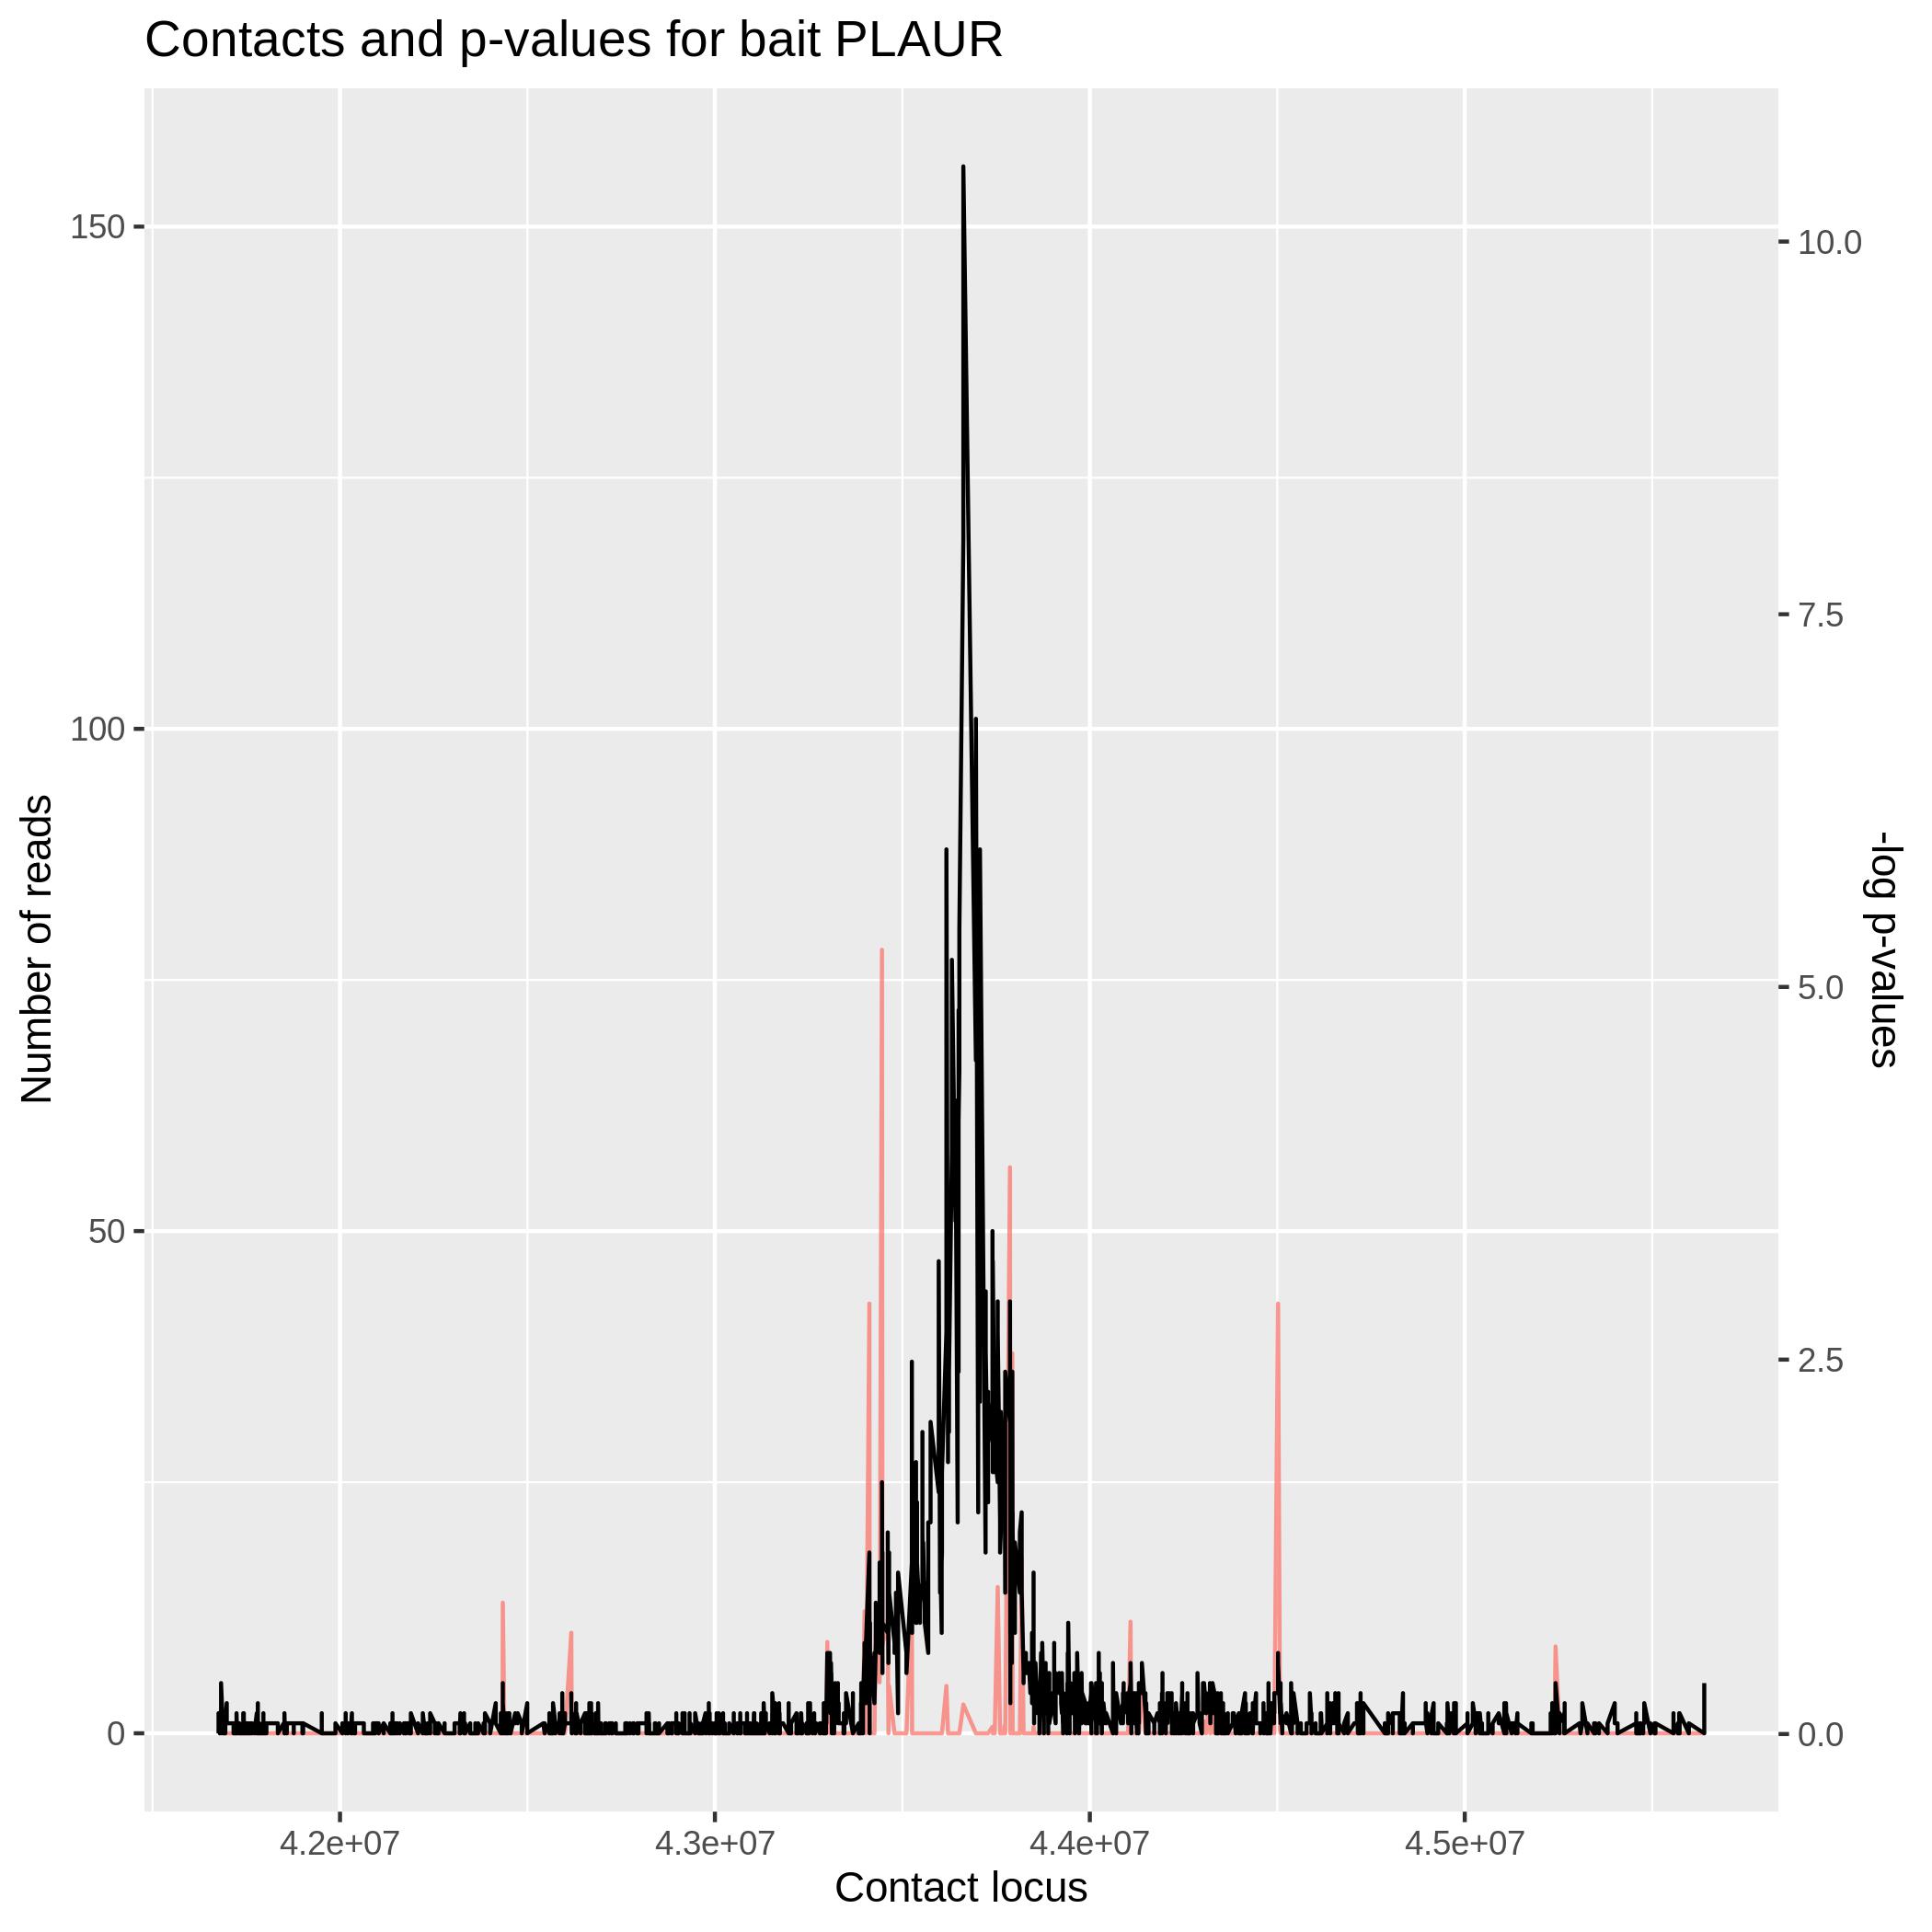 Contacts and p-values for bait PLAUR
150
100
50
0
Number of reads
10.0
7.5
5.0
2.5
0.0
-log p-values
4.2e+07
4.3e+07
4.4e+07
4.5e+07
Contact locus